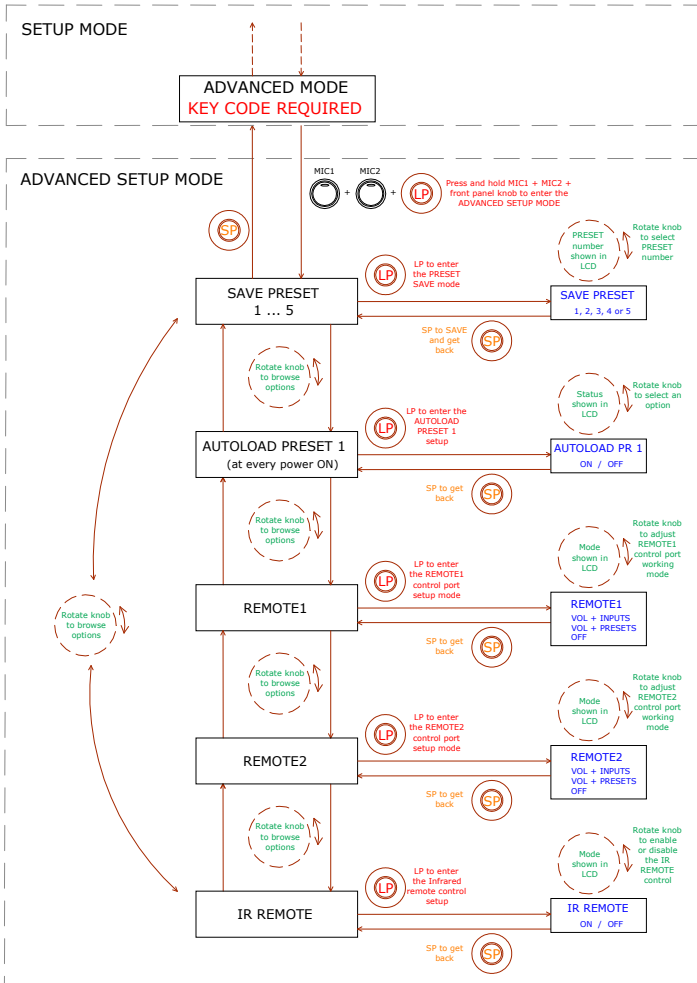 SETUP MODE
ADVANCED MODE
KEY CODE REQUIRED
ADVANCED SETUP MODE
MIC1
MIC2
+
+
LP
Press and hold MIC1 + MIC2 +
front panel knob to enter the
ADVANCED SETUP MODE
SP
LP
LP to enter
the PRESET
SAVE mode
PRESET
number
shown in
LCD
Rotate knob
to select
PRESET
number
SAVE PRESET
1 ... 5
SAVE PRESET
1, 2, 3, 4 or 5
SP to SAVE
and get
back
SP
Rotate knob
to browse
options
LP to enter the
AUTOLOAD
PRESET 1
setup
LP
Status
shown in
LCD
Rotate knob
to select an
option
AUTOLOAD PRESET 1
(at every power ON)
AUTOLOAD PR 1
ON / OFF
SP to get
back
SP
Rotate knob
to browse
options
LP
LP to enter
the REMOTE1
control port
setup mode
Mode
shown in
LCD
Rotate knob
to adjust
REMOTE1
control port
working
mode
REMOTE1
REMOTE1
VOL + INPUTS
VOL + PRESETS
OFF
SP to get
back
SP
Rotate knob
to browse
options
Rotate knob
to browse
options
LP
LP to enter
the REMOTE2
control port
setup mode
Mode
shown in
LCD
Rotate knob
to adjust
REMOTE2
control port
working
mode
REMOTE2
REMOTE2
VOL + INPUTS
VOL + PRESETS
OFF
SP to get
back
SP
Rotate knob
to browse
options
LP
LP to enter
the Infrared
remote control
setup
Mode
shown in
LCD
Rotate knob
to enable
or disable
the IR
REMOTE
control
IR REMOTE
IR REMOTE
ON / OFF
SP to get
back
SP